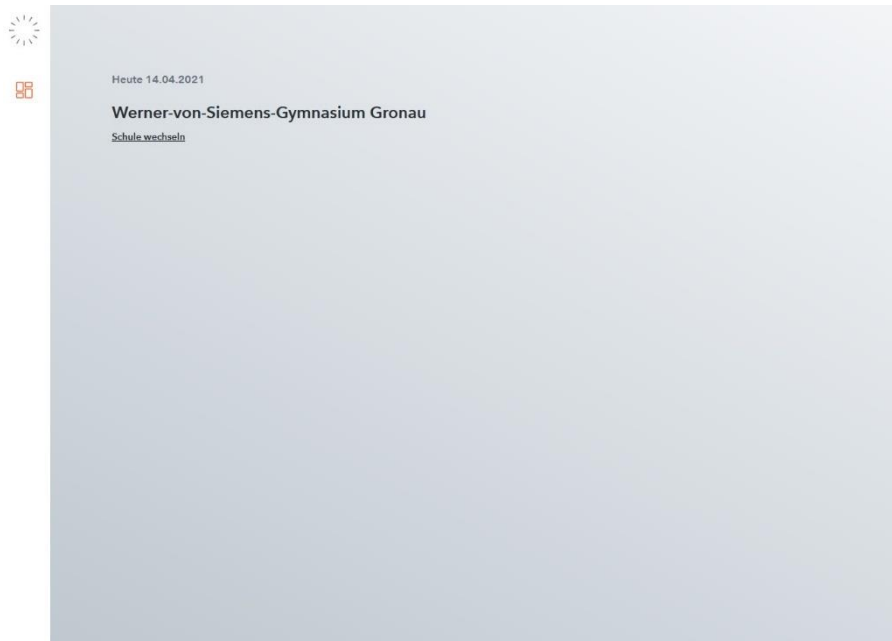 Heute 14.04.2021
Werner-von-Siemens-Gymnasium Gronau
Schule wechseln